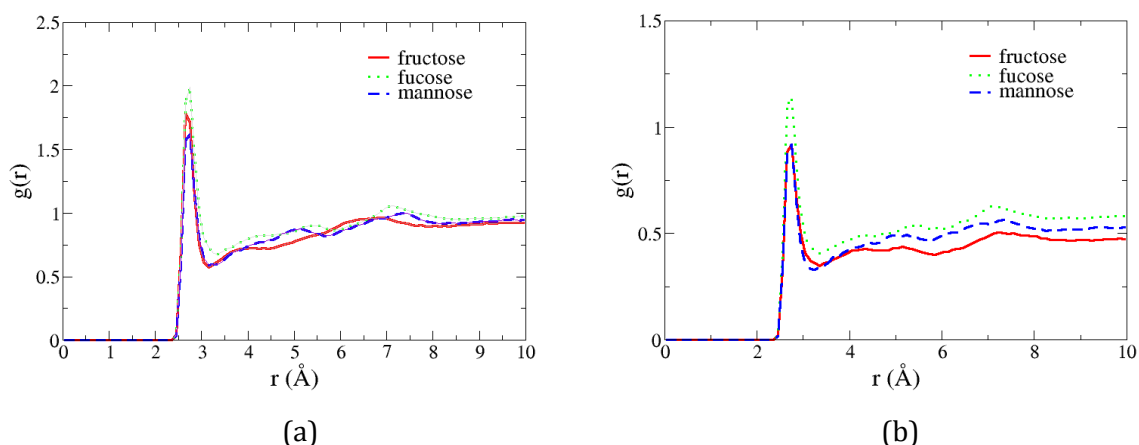 2.5
2
1.5
1
0.5
0
g(r)
fructose
fucose
mannose
0 1 2 3 4 5 6 7 8 9 10
r (Å)
(a)
1.5
1
0.5
0
g(r)
fructose
fucose
mannose
0 2 4 6 8 10
r (Å)
(b)